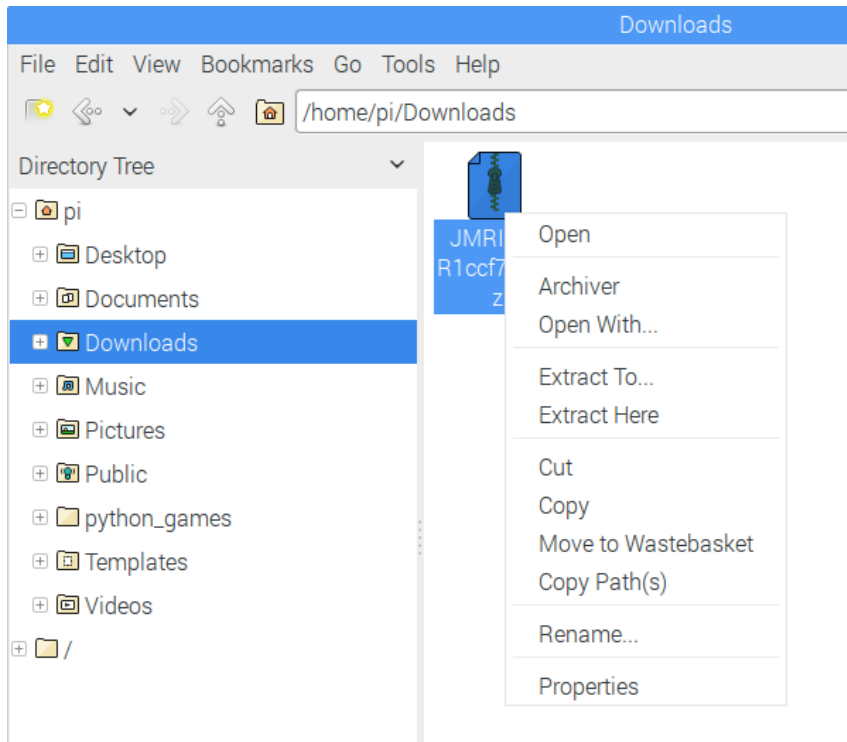 Downloads
File Edit View Bookmarks Go Tools Help
/home/pi/Downloads
Directory Tree
pi
Desktop
Documents
Downloads
Music
Pictures
Public
python_games
Templates
Videos
/
JMRI
R1ccf7
z
Open
Archiver
Open With...
Extract To...
Extract Here
Cut
Copy
Move to Wastebasket
Copy Path(s)
Rename...
Properties